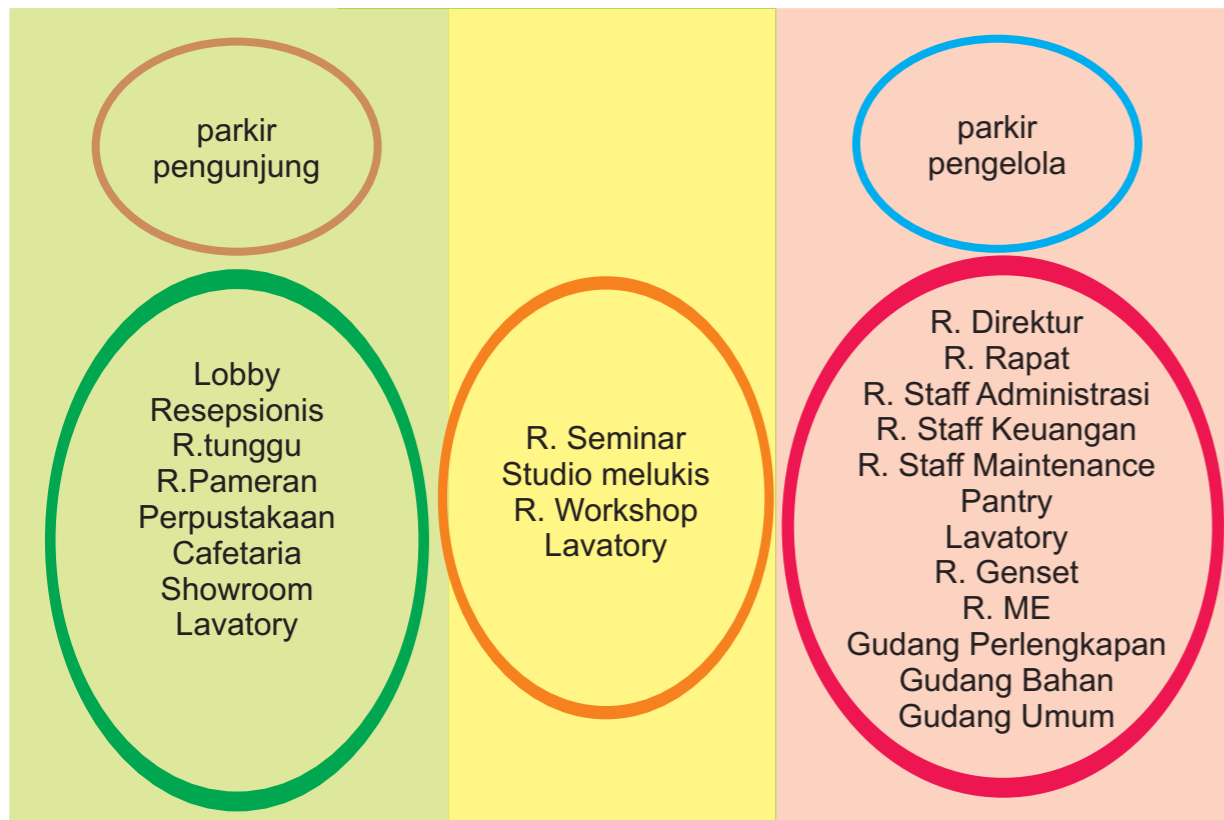 parkir
pengunjung
Lobby
Resepsionis
R.tunggu
R.Pameran
Perpustakaan
Cafetaria
Showroom
Lavatory
R. Seminar
Studio melukis
R. Workshop
Lavatory
parkir
pengelola
R. Direktur
R. Rapat
R. Staff Administrasi
R. Staff Keuangan
R. Staff Maintenance
Pantry
Lavatory
R. Genset
R. ME
Gudang Perlengkapan
Gudang Bahan
Gudang Umum